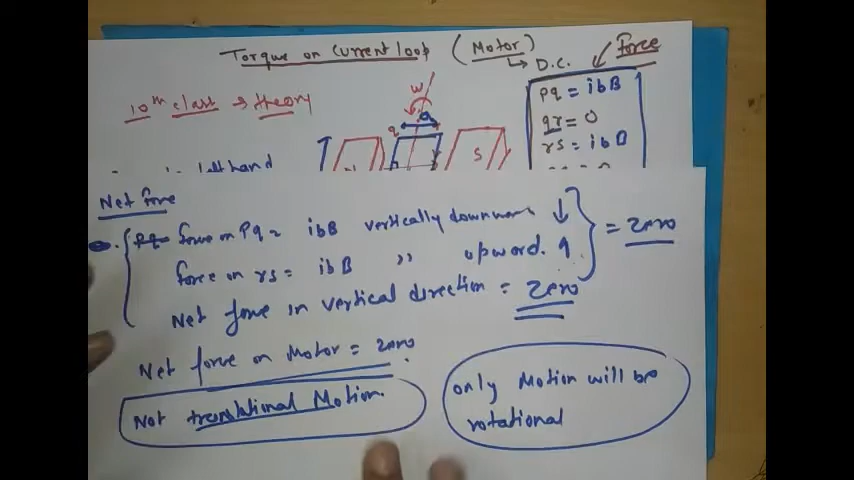 Torque on Current loop (Motor)
↳ D.C.
Force
10th class → theory
ω
a
q
S
pq = ibB
qr = 0
rs = ibB
left hand
Net force
force on Pq = ibB vertically downward ↓
force on rs = ibB ,, upword. ↑
= Zero
Net force in vertical direction = Zero
Net force on Motor = zero
Not translational Motion.
only Motion will be
rotational